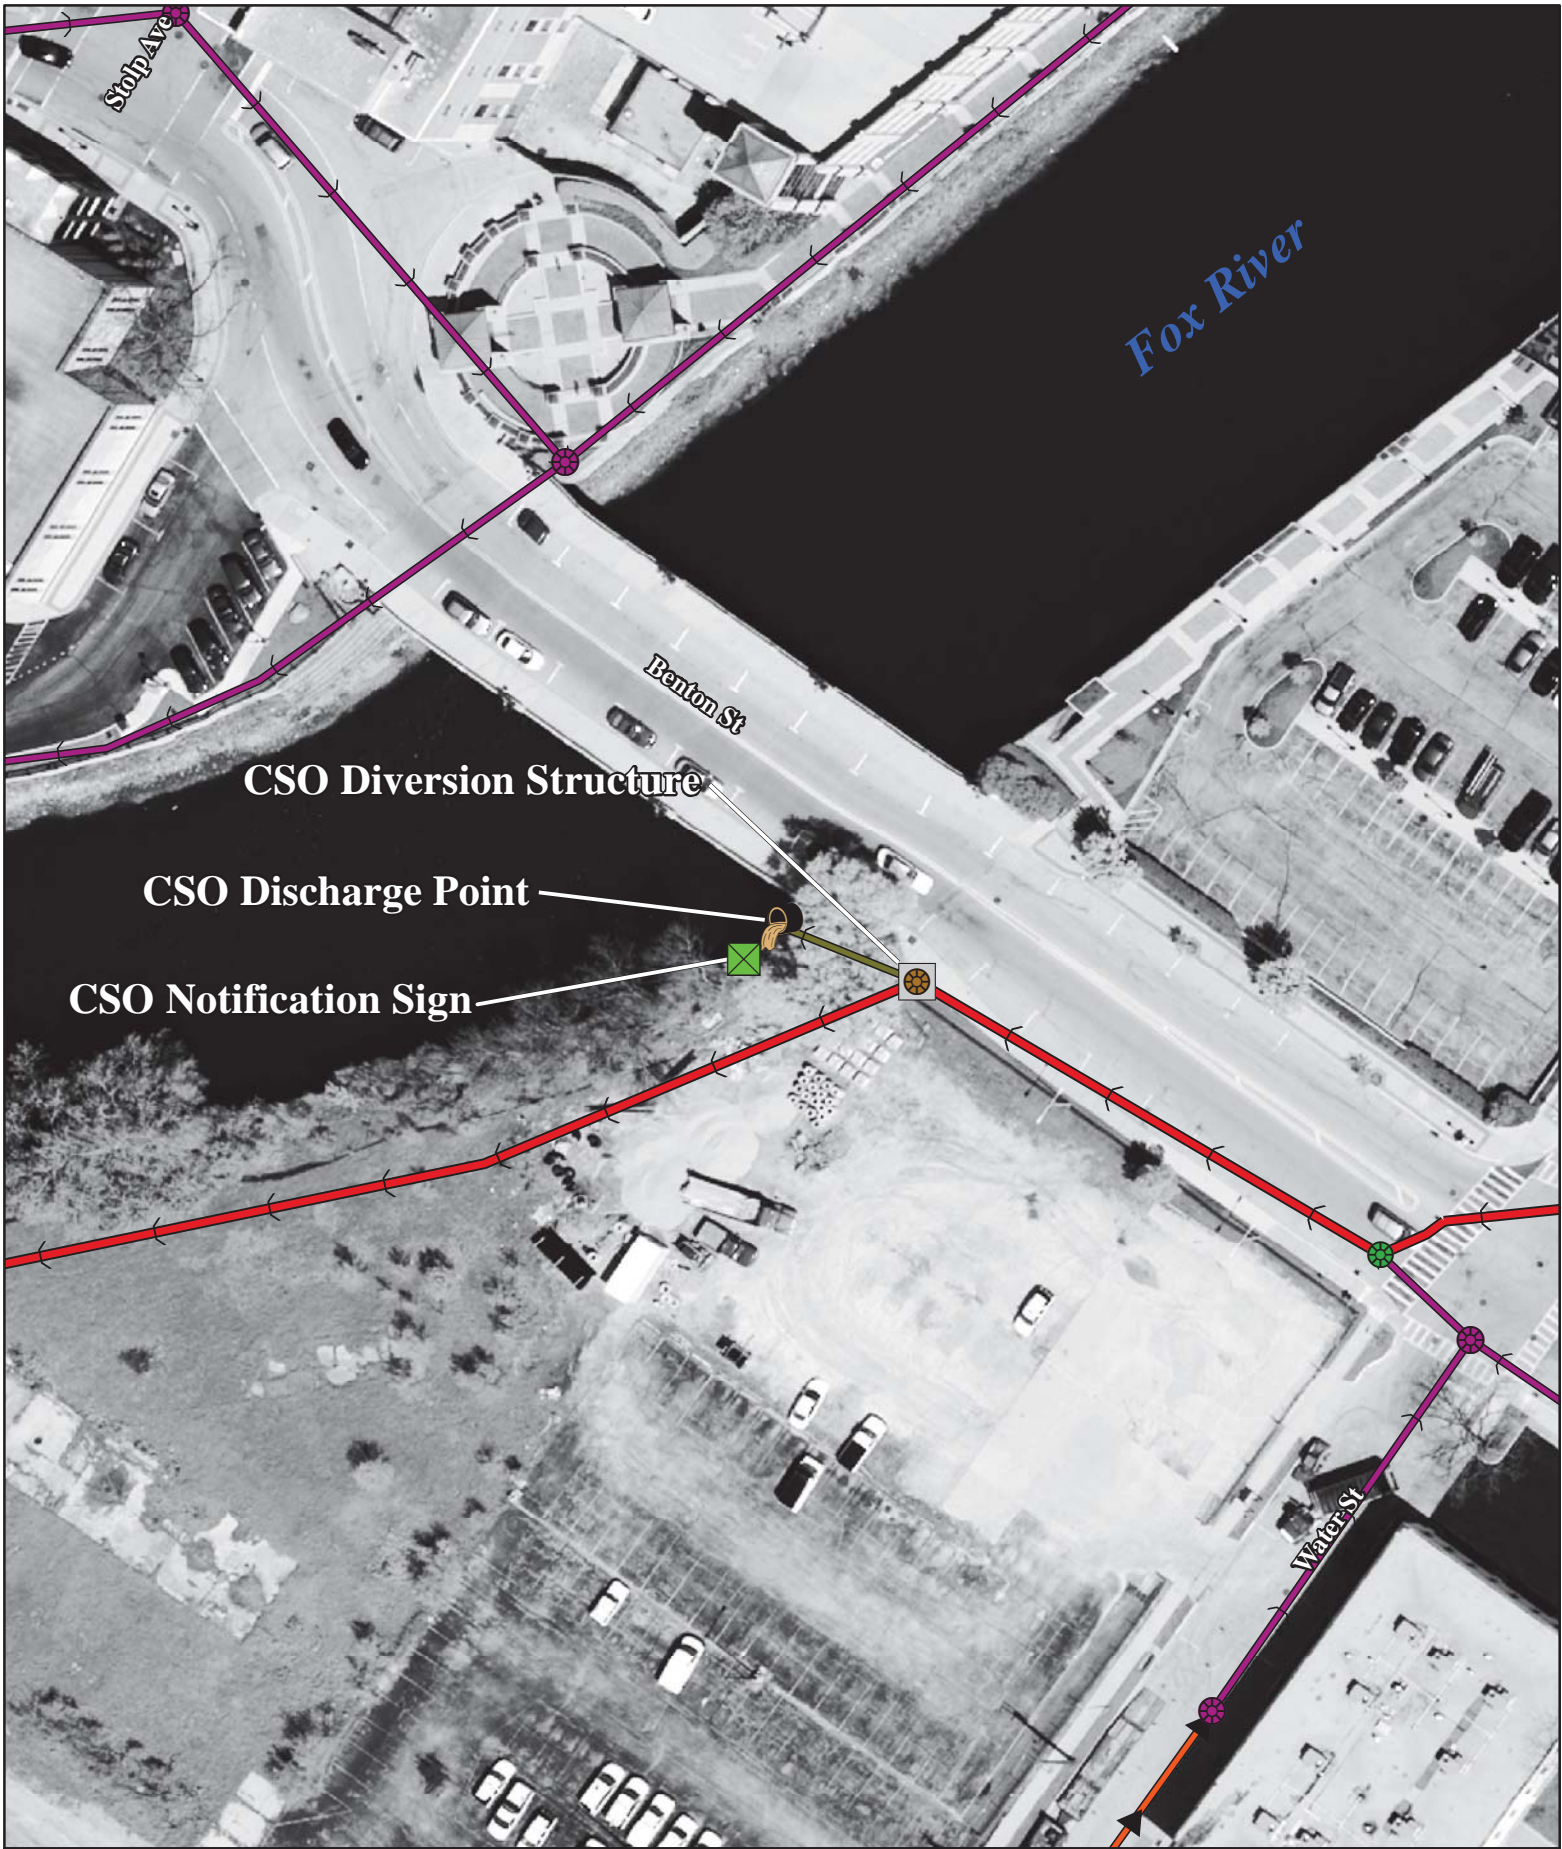 Stolp Ave
Fox River
Benton St
CSO Diversion Structure
CSO Discharge Point
CSO Notification Sign
Water St